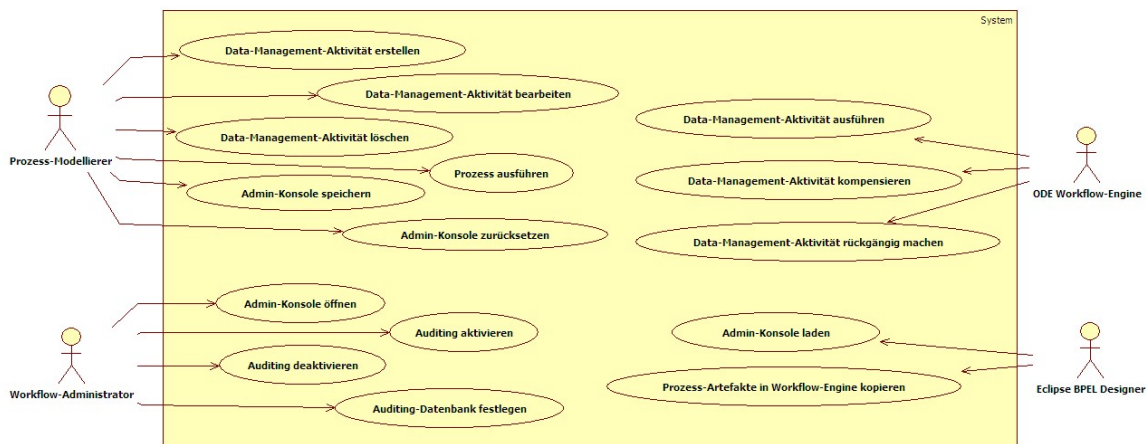 System
Data-Management-Aktivität erstellen
Data-Management-Aktivität bearbeiten
Data-Management-Aktivität löschen
Prozess-Modellierer
Prozess ausführen
Admin-Konsole speichern
Admin-Konsole zurücksetzen
Data-Management-Aktivität ausführen
Data-Management-Aktivität kompensieren
ODE Workflow-Engine
Data-Management-Aktivität rückgängig machen
Admin-Konsole öffnen
Auditing aktivieren
Auditing deaktivieren
Workflow-Administrator
Auditing-Datenbank festlegen
Admin-Konsole laden
Prozess-Artefakte in Workflow-Engine kopieren
Eclipse BPEL Designer